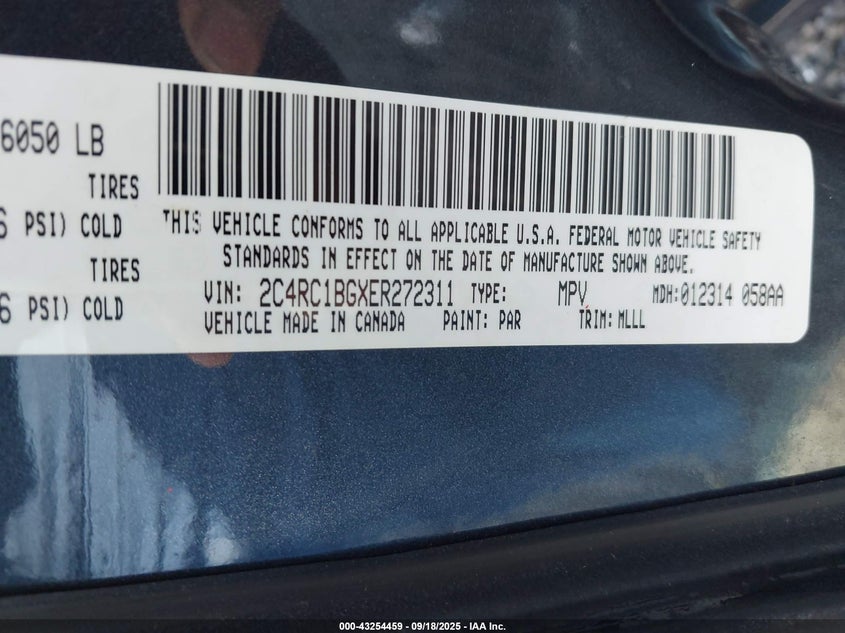 6050 LB
TIRES
6 PSI) COLD
TIRES
6 PSI) COLD
THIS VEHICLE CONFORMS TO ALL APPLICABLE U.S.A. FEDERAL MOTOR VEHICLE SAFETY
STANDARDS IN EFFECT ON THE DATE OF MANUFACTURE SHOWN ABOVE.
VIN: 2C4RC1BGXER272311 TYPE: MPV MDH:012314 058AA
VEHICLE MADE IN CANADA PAINT: PAR TRIM: MLLL
000-43254459 - 09/18/2025 - IAA Inc.